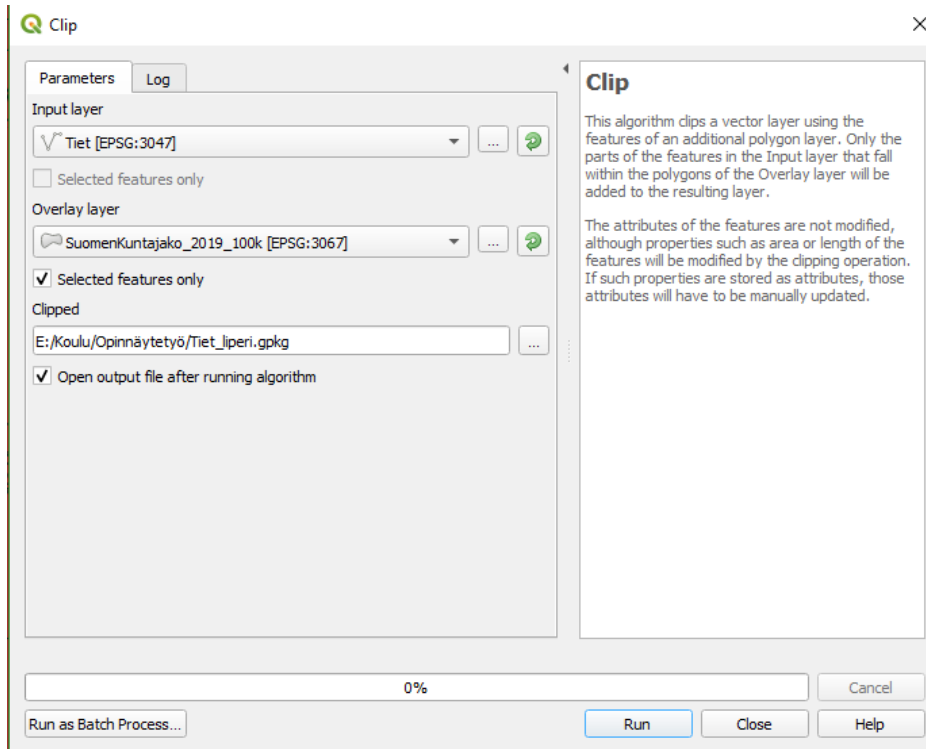 Clip
Parameters
Log
Input layer
Tiet [EPSG:3047]
...
Selected features only
Overlay layer
SuomenKuntajako_2019_100k [EPSG:3067]
...
Selected features only
Clipped
E:/Koulu/Opinnäytetyö/Tiet_liperi.gpkg
...
Open output file after running algorithm
Clip
This algorithm clips a vector layer using the
features of an additional polygon layer. Only the
parts of the features in the Input layer that fall
within the polygons of the Overlay layer will be
added to the resulting layer.
The attributes of the features are not modified,
although properties such as area or length of the
features will be modified by the clipping operation.
If such properties are stored as attributes, those
attributes will have to be manually updated.
0%
Cancel
Run as Batch Process...
Run
Close
Help